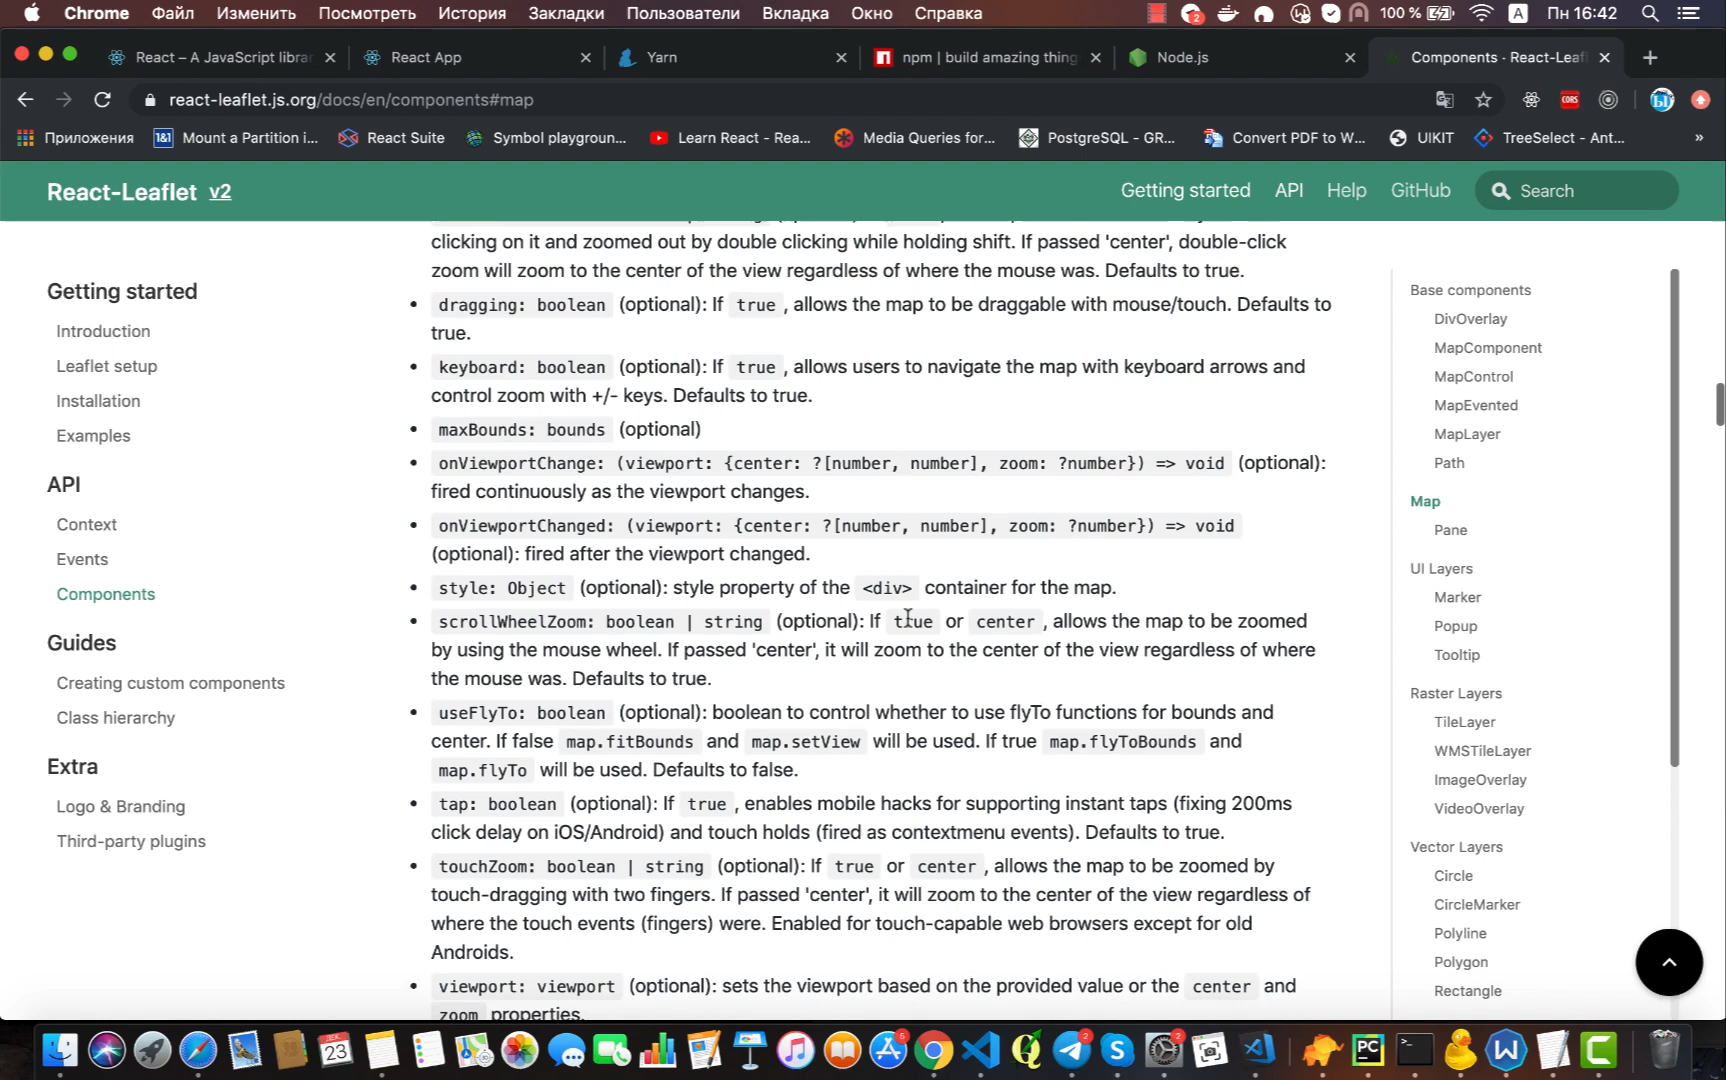 Chrome Файл Изменить Посмотреть История Закладки Пользователи Вкладка Окно Справка 2 100 % A Пн 16:42
React – A JavaScript librar React App Yarn npm | build amazing thing Node.js Components · React-Leafl
react-leaflet.js.org/docs/en/components#map CORS
Приложения 1&1 Mount a Partition i... React Suite Symbol playgroun... Learn React - Rea... Media Queries for... PostgreSQL - GR... Convert PDF to W... UIKIT TreeSelect - Ant... »
React-Leaflet v2 Getting started API Help GitHub Search
clicking on it and zoomed out by double clicking while holding shift. If passed 'center', double-click
zoom will zoom to the center of the view regardless of where the mouse was. Defaults to true.
dragging: boolean (optional): If true , allows the map to be draggable with mouse/touch. Defaults to
true.
keyboard: boolean (optional): If true , allows users to navigate the map with keyboard arrows and
control zoom with +/- keys. Defaults to true.
maxBounds: bounds (optional)
onViewportChange: (viewport: {center: ?[number, number], zoom: ?number}) => void (optional):
fired continuously as the viewport changes.
onViewportChanged: (viewport: {center: ?[number, number], zoom: ?number}) => void
(optional): fired after the viewport changed.
style: Object (optional): style property of the <div> container for the map.
scrollWheelZoom: boolean | string (optional): If true or center , allows the map to be zoomed
by using the mouse wheel. If passed 'center', it will zoom to the center of the view regardless of where
the mouse was. Defaults to true.
useFlyTo: boolean (optional): boolean to control whether to use flyTo functions for bounds and
center. If false map.fitBounds and map.setView will be used. If true map.flyToBounds and
map.flyTo will be used. Defaults to false.
tap: boolean (optional): If true , enables mobile hacks for supporting instant taps (fixing 200ms
click delay on iOS/Android) and touch holds (fired as contextmenu events). Defaults to true.
touchZoom: boolean | string (optional): If true or center , allows the map to be zoomed by
touch-dragging with two fingers. If passed 'center', it will zoom to the center of the view regardless of
where the touch events (fingers) were. Enabled for touch-capable web browsers except for old
Androids.
viewport: viewport (optional): sets the viewport based on the provided value or the center and
zoom properties.
Getting started
Introduction
Leaflet setup
Installation
Examples
API
Context
Events
Components
Guides
Creating custom components
Class hierarchy
Extra
Logo & Branding
Third-party plugins
Base components
DivOverlay
MapComponent
MapControl
MapEvented
MapLayer
Path
Map
Pane
UI Layers
Marker
Popup
Tooltip
Raster Layers
TileLayer
WMSTileLayer
ImageOverlay
VideoOverlay
Vector Layers
Circle
CircleMarker
Polyline
Polygon
Rectangle
ДЕК 23 5 2 2 PC